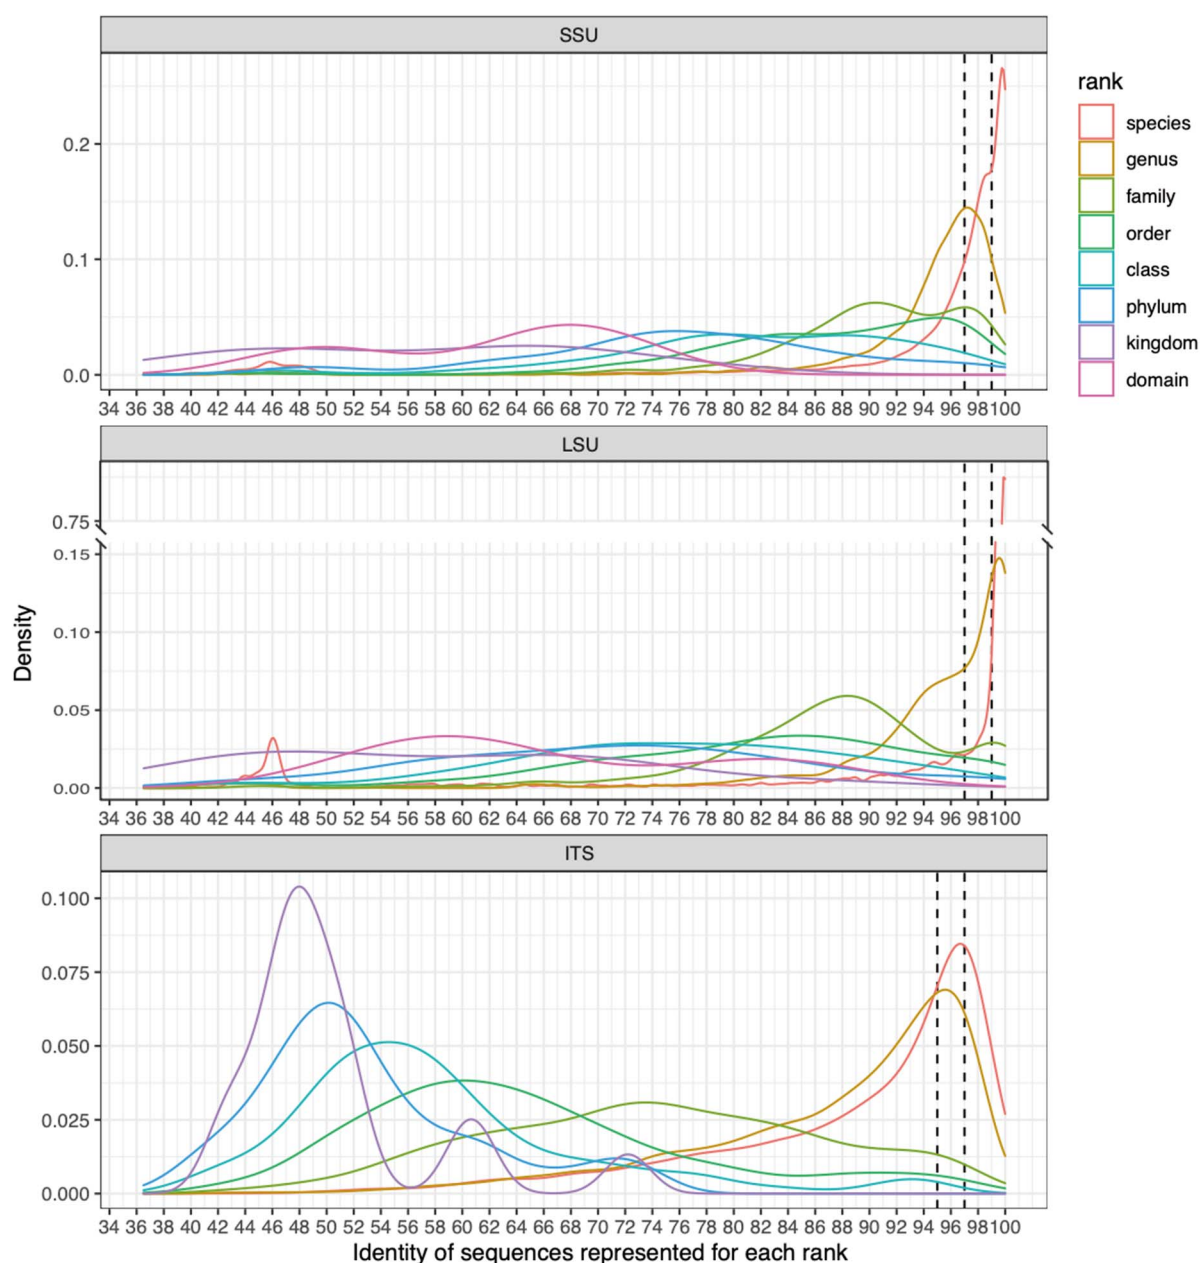 SSU
0.2
0.1
0.0
34 36 38 40 42 44 46 48 50 52 54 56 58 60 62 64 66 68 70 72 74 76 78 80 82 84 86 88 90 92 94 96 98 100
rank
species
genus
family
order
class
phylum
kingdom
domain
LSU
0.75
0.15
0.10
0.05
0.00
34 36 38 40 42 44 46 48 50 52 54 56 58 60 62 64 66 68 70 72 74 76 78 80 82 84 86 88 90 92 94 96 98 100
Density
ITS
0.100
0.075
0.050
0.025
0.000
34 36 38 40 42 44 46 48 50 52 54 56 58 60 62 64 66 68 70 72 74 76 78 80 82 84 86 88 90 92 94 96 98 100
Identity of sequences represented for each rank